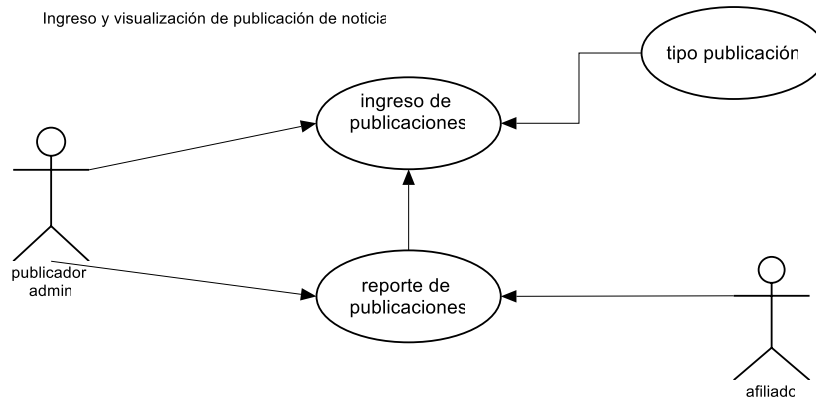 Ingreso y visualización de publicación de noticia
tipo publicación
ingreso de
publicaciones
publicador
admin
reporte de
publicaciones
afiliado